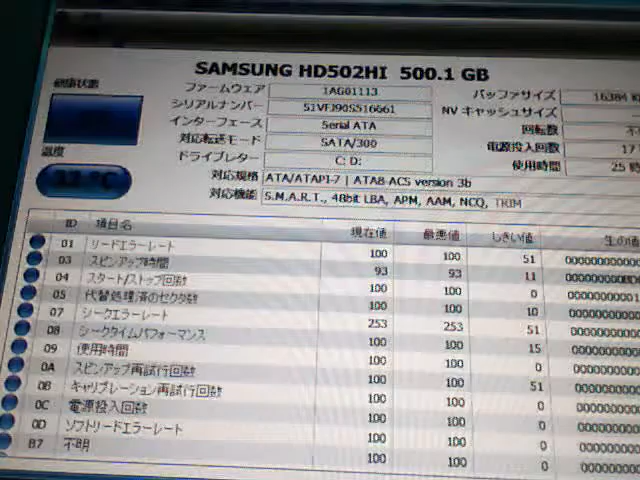 SAMSUNG HD502HI 500.1 GB
健康状態
温度
ファームウェア 1AG01113
シリアルナンバー
インターフェース Serial ATA
対応転送モード SATA/300
ドライブレター C: D:
対応規格 ATA/ATAPI-7 | ATA8-ACS version 3b
対応機能 S.M.A.R.T., 48bit LBA, APM, AAM, NCQ, TRIM
バッファサイズ 16384
NV キャッシュサイズ
回転数
電源投入回数 17
使用時間 25 時
ID 項目名 現在値 最悪値 しきい値 生の値
01 リードエラーレート 100 100 51
03 スピンアップ時間 93 93 11
04 スタート/ストップ回数 100 100 0
05 代替処理済のセクタ数 100 100 10
07 シークエラーレート 253 253 51
08 シークタイムパフォーマンス 100 100 15
09 使用時間 100 100 0
0A スピンアップ再試行回数 100 100 51
0B キャリブレーション再試行回数 100 100 0
0C 電源投入回数 100 100 0
0D ソフトリードエラーレート 100 100 0
B7 不明 100 100 0